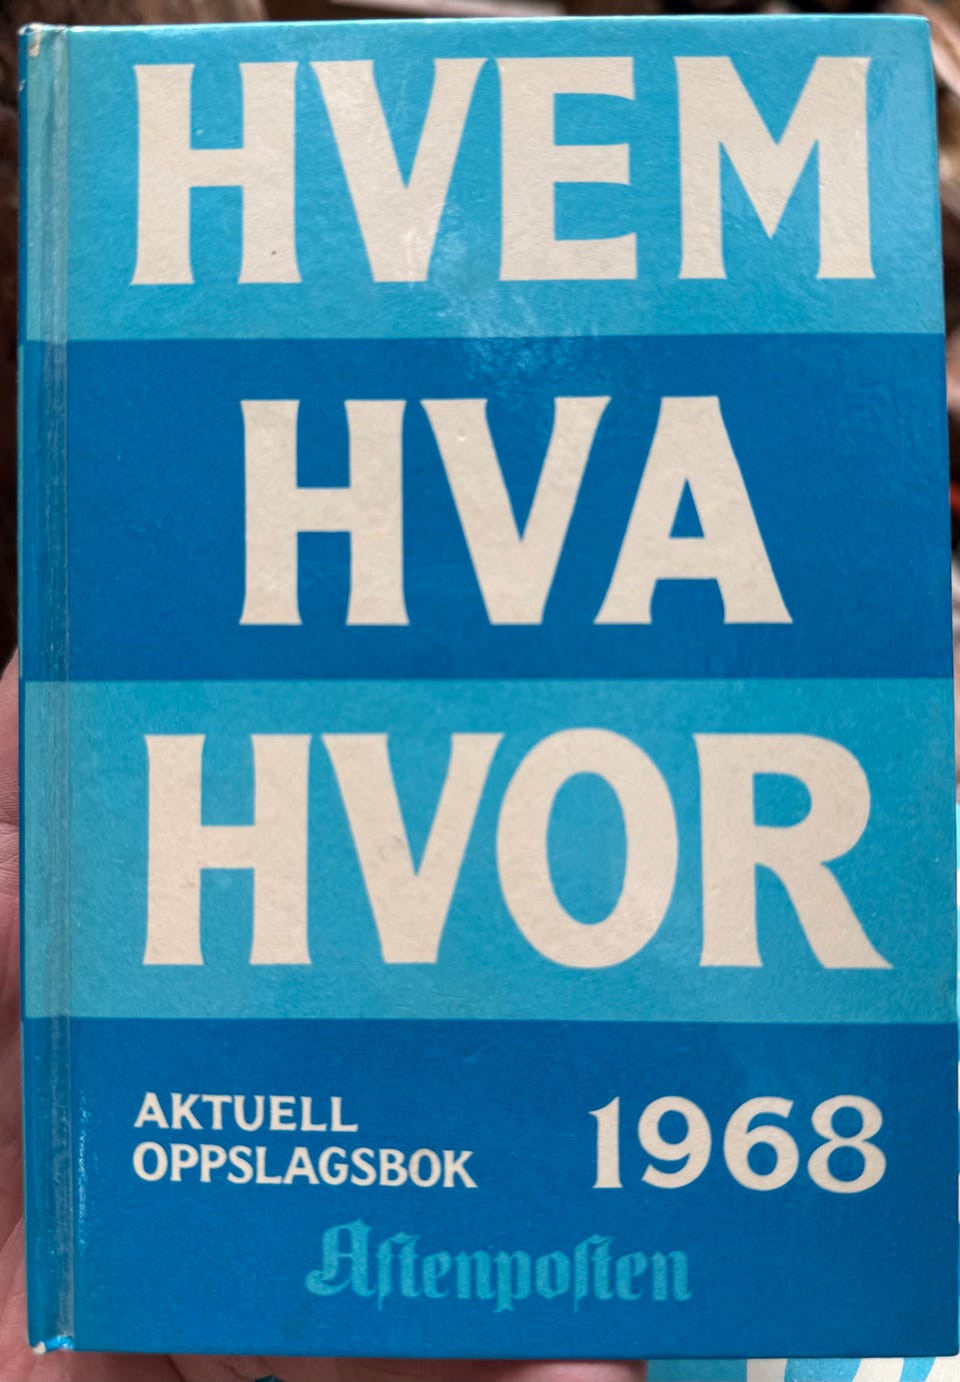 HVEM
HVA
HVOR
AKTUELL
OPPSLAGSBOK
1968
Aftenposten